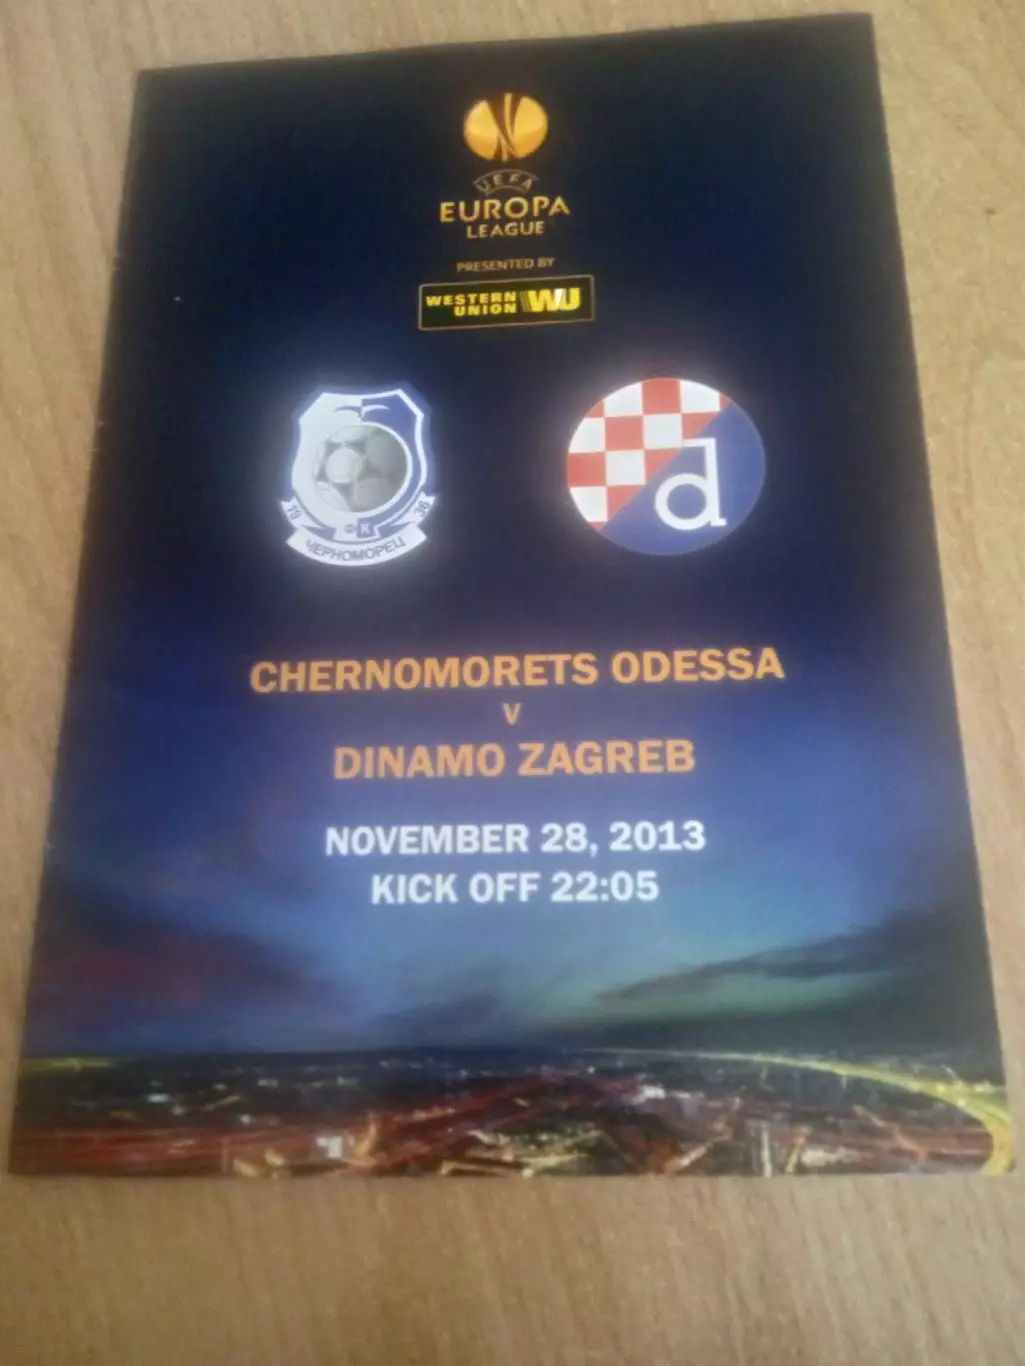 UEFA
EUROPA
LEAGUE
PRESENTED BY
WESTERN
UNION WU
19 ФК 36
ЧЕРНОМОРЕЦ
d
CHERNOMORETS ODESSA
V
DINAMO ZAGREB
NOVEMBER 28, 2013
KICK OFF 22:05